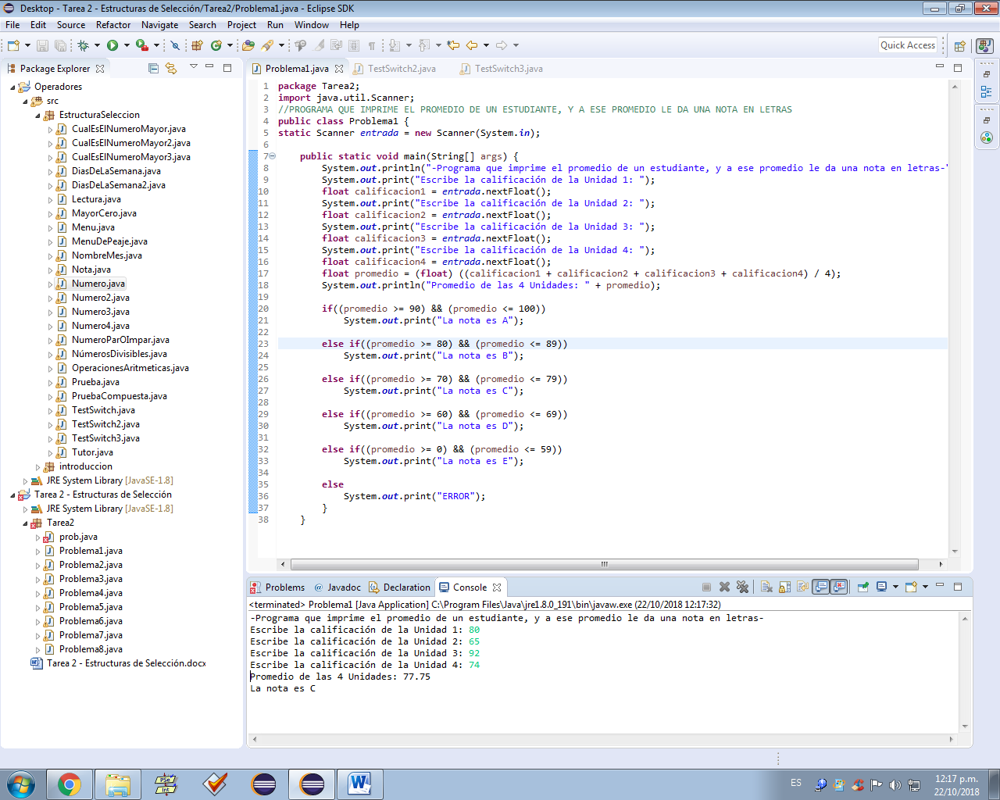 Desktop - Tarea 2 - Estructuras de Selección/Tarea2/Problema1.java - Eclipse SDK
File Edit Source Refactor Navigate Search Project Run Window Help
Quick Access
Package Explorer
Operadores
src
EstructuraSeleccion
CualEsElNumeroMayor.java
CualEsElNumeroMayor2.java
CualEsElNumeroMayor3.java
DiasDeLaSemana.java
DiasDeLaSemana2.java
Lectura.java
MayorCero.java
Menu.java
MenuDePeaje.java
NombreMes.java
Nota.java
Numero.java
Numero2.java
Numero3.java
Numero4.java
NumeroParOImpar.java
NúmerosDivisibles.java
OperacionesAritmeticas.java
Prueba.java
PruebaCompuesta.java
TestSwitch.java
TestSwitch2.java
TestSwitch3.java
Tutor.java
introduccion
JRE System Library [JavaSE-1.8]
Tarea 2 - Estructuras de Selección
JRE System Library [JavaSE-1.8]
Tarea2
prob.java
Problema1.java
Problema2.java
Problema3.java
Problema4.java
Problema5.java
Problema6.java
Problema7.java
Problema8.java
Tarea 2 - Estructuras de Selección.docx
Problema1.java TestSwitch2.java TestSwitch3.java
1 package Tarea2;
2 import java.util.Scanner;
3 //PROGRAMA QUE IMPRIME EL PROMEDIO DE UN ESTUDIANTE, Y A ESE PROMEDIO LE DA UNA NOTA EN LETRAS
4 public class Problema1 {
5 static Scanner entrada = new Scanner(System.in);
6
7 public static void main(String[] args) {
8 System.out.println("-Programa que imprime el promedio de un estudiante, y a ese promedio le da una nota en letras-"
9 System.out.print("Escribe la calificación de la Unidad 1: ");
10 float calificacion1 = entrada.nextFloat();
11 System.out.print("Escribe la calificación de la Unidad 2: ");
12 float calificacion2 = entrada.nextFloat();
13 System.out.print("Escribe la calificación de la Unidad 3: ");
14 float calificacion3 = entrada.nextFloat();
15 System.out.print("Escribe la calificación de la Unidad 4: ");
16 float calificacion4 = entrada.nextFloat();
17 float promedio = (float) ((calificacion1 + calificacion2 + calificacion3 + calificacion4) / 4);
18 System.out.println("Promedio de las 4 Unidades: " + promedio);
19
20 if((promedio >= 90) && (promedio <= 100))
21 System.out.print("La nota es A");
22
23 else if((promedio >= 80) && (promedio <= 89))
24 System.out.print("La nota es B");
25
26 else if((promedio >= 70) && (promedio <= 79))
27 System.out.print("La nota es C");
28
29 else if((promedio >= 60) && (promedio <= 69))
30 System.out.print("La nota es D");
31
32 else if((promedio >= 0) && (promedio <= 59))
33 System.out.print("La nota es E");
34
35 else
36 System.out.print("ERROR");
37 }
38 }
Problems @ Javadoc Declaration Console
<terminated> Problema1 [Java Application] C:\Program Files\Java\jre1.8.0_191\bin\javaw.exe (22/10/2018 12:17:32)
-Programa que imprime el promedio de un estudiante, y a ese promedio le da una nota en letras-
Escribe la calificación de la Unidad 1: 80
Escribe la calificación de la Unidad 2: 65
Escribe la calificación de la Unidad 3: 92
Escribe la calificación de la Unidad 4: 74
Promedio de las 4 Unidades: 77.75
La nota es C
PSe
Int
ES
12:17 p.m.
22/10/2018